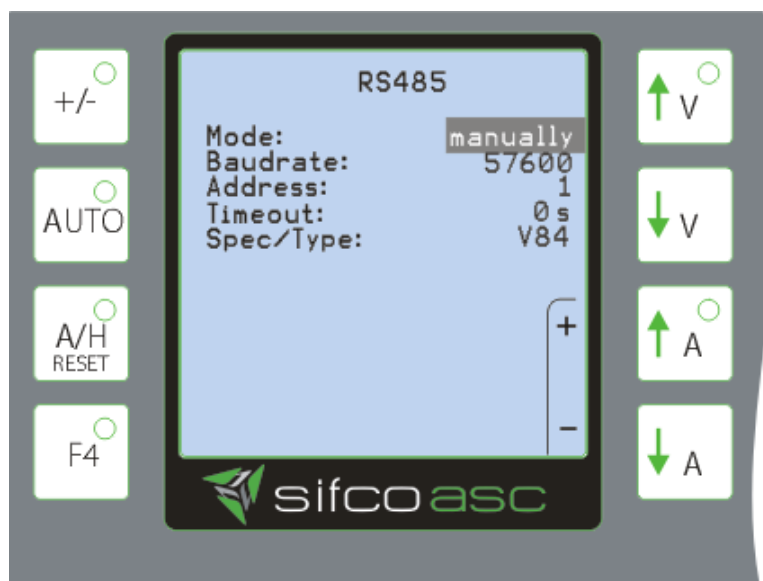 RS485
Mode: manually
Baudrate: 57600
Address: 1
Timeout: 0 s
Spec/Type: V84
+
-
+/-
AUTO
A/H
RESET
F4
V
V
A
A
sifco asc